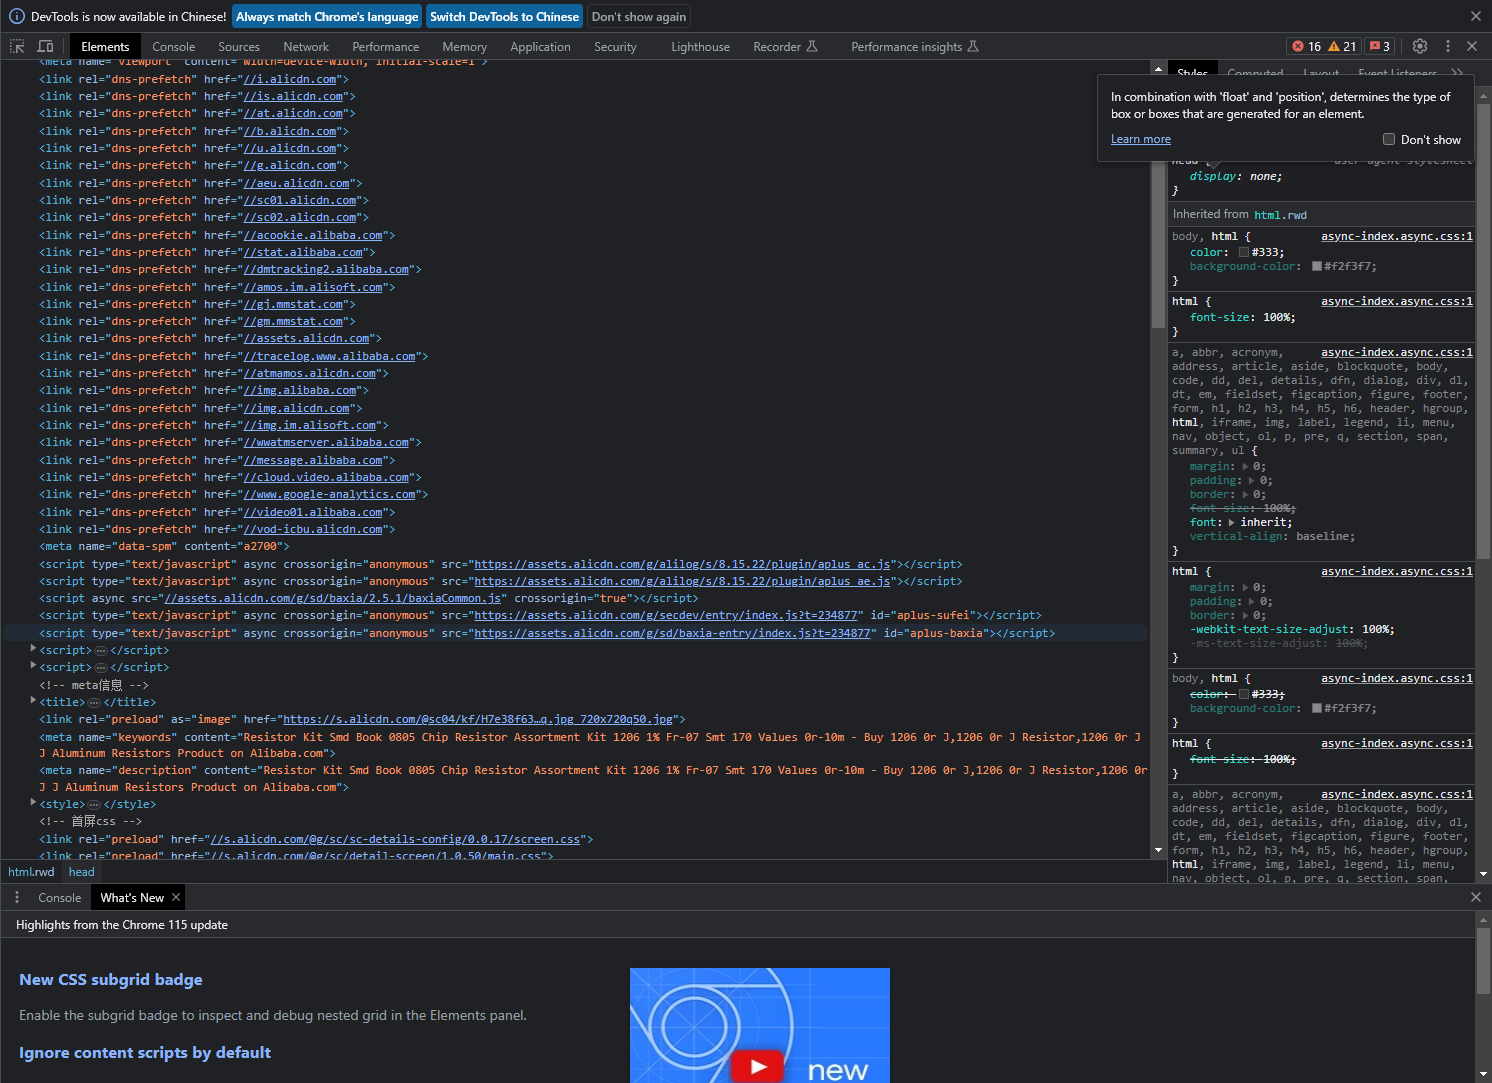 DevTools is now available in Chinese! Always match Chrome's language Switch DevTools to Chinese Don't show again
Elements Console Sources Network Performance Memory Application Security Lighthouse Recorder Performance insights 16 21 3
<meta name="viewport" content="width=device-width, initial-scale=1">
<link rel="dns-prefetch" href="//i.alicdn.com">
<link rel="dns-prefetch" href="//is.alicdn.com">
<link rel="dns-prefetch" href="//at.alicdn.com">
<link rel="dns-prefetch" href="//b.alicdn.com">
<link rel="dns-prefetch" href="//u.alicdn.com">
<link rel="dns-prefetch" href="//g.alicdn.com">
<link rel="dns-prefetch" href="//aeu.alicdn.com">
<link rel="dns-prefetch" href="//sc01.alicdn.com">
<link rel="dns-prefetch" href="//sc02.alicdn.com">
<link rel="dns-prefetch" href="//acookie.alibaba.com">
<link rel="dns-prefetch" href="//stat.alibaba.com">
<link rel="dns-prefetch" href="//dmtracking2.alibaba.com">
<link rel="dns-prefetch" href="//amos.im.alisoft.com">
<link rel="dns-prefetch" href="//gj.mmstat.com">
<link rel="dns-prefetch" href="//gm.mmstat.com">
<link rel="dns-prefetch" href="//assets.alicdn.com">
<link rel="dns-prefetch" href="//tracelog.www.alibaba.com">
<link rel="dns-prefetch" href="//atmamos.alicdn.com">
<link rel="dns-prefetch" href="//img.alibaba.com">
<link rel="dns-prefetch" href="//img.alicdn.com">
<link rel="dns-prefetch" href="//img.im.alisoft.com">
<link rel="dns-prefetch" href="//wwatmserver.alibaba.com">
<link rel="dns-prefetch" href="//message.alibaba.com">
<link rel="dns-prefetch" href="//cloud.video.alibaba.com">
<link rel="dns-prefetch" href="//www.google-analytics.com">
<link rel="dns-prefetch" href="//video01.alibaba.com">
<link rel="dns-prefetch" href="//vod-icbu.alicdn.com">
<meta name="data-spm" content="a2700">
<script type="text/javascript" async crossorigin="anonymous" src="https://assets.alicdn.com/g/alilog/s/8.15.22/plugin/aplus_ac.js"></script>
<script type="text/javascript" async crossorigin="anonymous" src="https://assets.alicdn.com/g/alilog/s/8.15.22/plugin/aplus_ae.js"></script>
<script async src="//assets.alicdn.com/g/sd/baxia/2.5.1/baxiaCommon.js" crossorigin="true"></script>
<script type="text/javascript" async crossorigin="anonymous" src="https://assets.alicdn.com/g/secdev/entry/index.js?t=234877" id="aplus-sufei"></script>
<script type="text/javascript" async crossorigin="anonymous" src="https://assets.alicdn.com/g/sd/baxia-entry/index.js?t=234877" id="aplus-baxia"></script>
<script>…</script>
<script>…</script>
<!-- meta信息 -->
<title>…</title>
<link rel="preload" as="image" href="https://s.alicdn.com/@sc04/kf/H7e38f63…q.jpg_720x720q50.jpg">
<meta name="keywords" content="Resistor Kit Smd Book 0805 Chip Resistor Assortment Kit 1206 1% Fr-07 Smt 170 Values 0r-10m - Buy 1206 0r J,1206 0r J Resistor,1206 0r J
J Aluminum Resistors Product on Alibaba.com">
<meta name="description" content="Resistor Kit Smd Book 0805 Chip Resistor Assortment Kit 1206 1% Fr-07 Smt 170 Values 0r-10m - Buy 1206 0r J,1206 0r J Resistor,1206 0r
J J Aluminum Resistors Product on Alibaba.com">
<style>…</style>
<!-- 首屏css -->
<link rel="preload" href="//s.alicdn.com/@g/sc/sc-details-config/0.0.17/screen.css">
<link rel="preload" href="//s.alicdn.com/@g/sc/detail-screen/1.0.50/main.css">
html.rwd head
Styles Computed Layout Event Listeners
In combination with 'float' and 'position', determines the type of
box or boxes that are generated for an element.
Learn more Don't show
head { user agent stylesheet
display: none;
}
Inherited from html.rwd
body, html { async-index.async.css:1
color: #333;
background-color: #f2f3f7;
}
html { async-index.async.css:1
font-size: 100%;
}
a, abbr, acronym, async-index.async.css:1
address, article, aside, blockquote, body,
code, dd, del, details, dfn, dialog, div, dl,
dt, em, fieldset, figcaption, figure, footer,
form, h1, h2, h3, h4, h5, h6, header, hgroup,
html, iframe, img, label, legend, li, menu,
nav, object, ol, p, pre, q, section, span,
summary, ul {
margin: 0;
padding: 0;
border: 0;
font-size: 100%;
font: inherit;
vertical-align: baseline;
}
html { async-index.async.css:1
margin: 0;
padding: 0;
border: 0;
-webkit-text-size-adjust: 100%;
-ms-text-size-adjust: 100%;
}
body, html { async-index.async.css:1
color: #333;
background-color: #f2f3f7;
}
html { async-index.async.css:1
font-size: 100%;
}
a, abbr, acronym, async-index.async.css:1
address, article, aside, blockquote, body,
code, dd, del, details, dfn, dialog, div, dl,
dt, em, fieldset, figcaption, figure, footer,
form, h1, h2, h3, h4, h5, h6, header, hgroup,
html, iframe, img, label, legend, li, menu,
nav, object, ol, p, pre, q, section, span,
Console What's New
Highlights from the Chrome 115 update
New CSS subgrid badge
Enable the subgrid badge to inspect and debug nested grid in the Elements panel.
Ignore content scripts by default
new